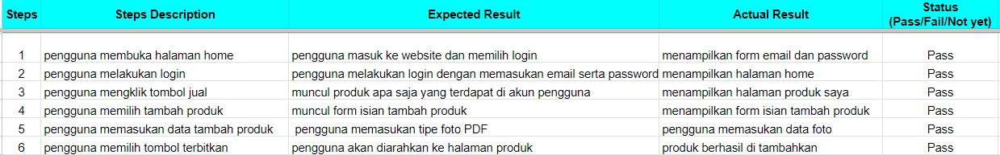 Steps Steps Description Expected Result Actual Result Status (Pass/Fail/Not yet)
1 pengguna membuka halaman home pengguna masuk ke website dan memilih login menampilkan form email dan password Pass
2 pengguna melakukan login pengguna melakukan login dengan memasukan email serta password menampilkan halaman home Pass
3 pengguna mengklik tombol jual muncul produk apa saja yang terdapat di akun pengguna menampilkan halaman produk saya Pass
4 pengguna memilih tambah produk muncul form isian tambah produk menampilkan form isian tambah produk Pass
5 pengguna memasukan data tambah produk pengguna memasukan tipe foto PDF pengguna memasukan data foto Pass
6 pengguna memilih tombol terbitkan pengguna akan diarahkan ke halaman produk produk berhasil di tambahkan Pass